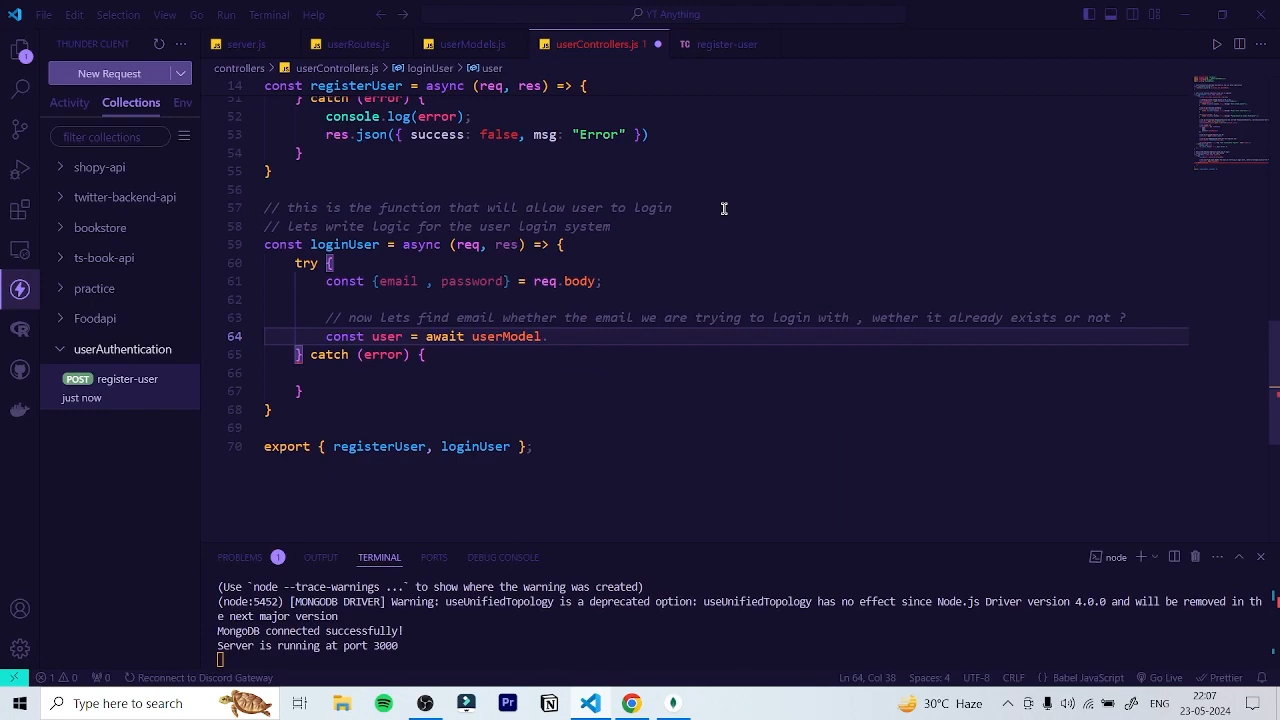 File Edit Selection View Go Run Terminal Help YT Anything
THUNDER CLIENT
New Request
Activity Collections Env
filter collections
shopy-api
twitter-backend-api
bookstore
ts-book-api
practice
Foodapi
userAuthentication
POST register-user
just now
server.js userRoutes.js userModels.js userControllers.js 1 TC register-user
controllers > JS userControllers.js > loginUser > user
14 const registerUser = async (req, res) => {
51 } catch (error) {
52 console.log(error);
53 res.json({ success: false, msg: "Error" })
54 }
55 }
56
57 // this is the function that will allow user to login
58 // Lets write logic for the user login system
59 const loginUser = async (req, res) => {
60 try {
61 const {email , password} = req.body;
62
63 // now lets find email whether the email we are trying to login with , wether it already exists or not ?
64 const user = await userModel.
65 } catch (error) {
66
67 }
68 }
69
70 export { registerUser, loginUser };
PROBLEMS 1 OUTPUT TERMINAL PORTS DEBUG CONSOLE node
(Use `node --trace-warnings ...` to show where the warning was created)
(node:5452) [MONGODB DRIVER] Warning: useUnifiedTopology is a deprecated option: useUnifiedTopology has no effect since Node.js Driver version 4.0.0 and will be removed in th
e next major version
MongoDB connected successfully!
Server is running at port 3000
1 0 0 Reconnect to Discord Gateway Ln 64, Col 38 Spaces: 4 UTF-8 CRLF {} Babel JavaScript Go Live Prettier
Type here to search 30°C Haze ENG 22:07
23-05-2024